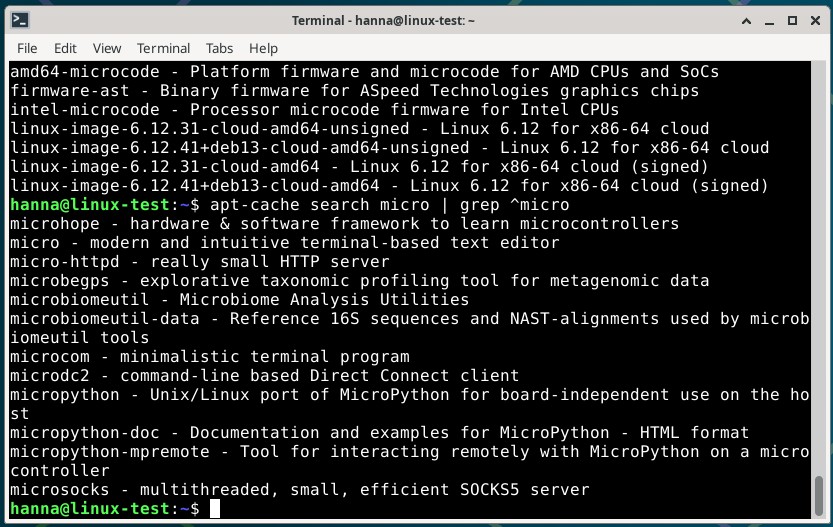 Terminal - hanna@linux-test: ~
File Edit View Terminal Tabs Help
amd64-microcode - Platform firmware and microcode for AMD CPUs and SoCs
firmware-ast - Binary firmware for ASpeed Technologies graphics chips
intel-microcode - Processor microcode firmware for Intel CPUs
linux-image-6.12.31-cloud-amd64-unsigned - Linux 6.12 for x86-64 cloud
linux-image-6.12.41+deb13-cloud-amd64-unsigned - Linux 6.12 for x86-64 cloud
linux-image-6.12.31-cloud-amd64 - Linux 6.12 for x86-64 cloud (signed)
linux-image-6.12.41+deb13-cloud-amd64 - Linux 6.12 for x86-64 cloud (signed)
hanna@linux-test:~$ apt-cache search micro | grep ^micro
microhope - hardware & software framework to learn microcontrollers
micro - modern and intuitive terminal-based text editor
micro-httpd - really small HTTP server
microbegps - explorative taxonomic profiling tool for metagenomic data
microbiomeutil - Microbiome Analysis Utilities
microbiomeutil-data - Reference 16S sequences and NAST-alignments used by microb
iomeutil tools
microcom - minimalistic terminal program
microdc2 - command-line based Direct Connect client
micropython - Unix/Linux port of MicroPython for board-independent use on the ho
st
micropython-doc - Documentation and examples for MicroPython - HTML format
micropython-mpremote - Tool for interacting remotely with MicroPython on a micro
controller
microsocks - multithreaded, small, efficient SOCKS5 server
hanna@linux-test:~$